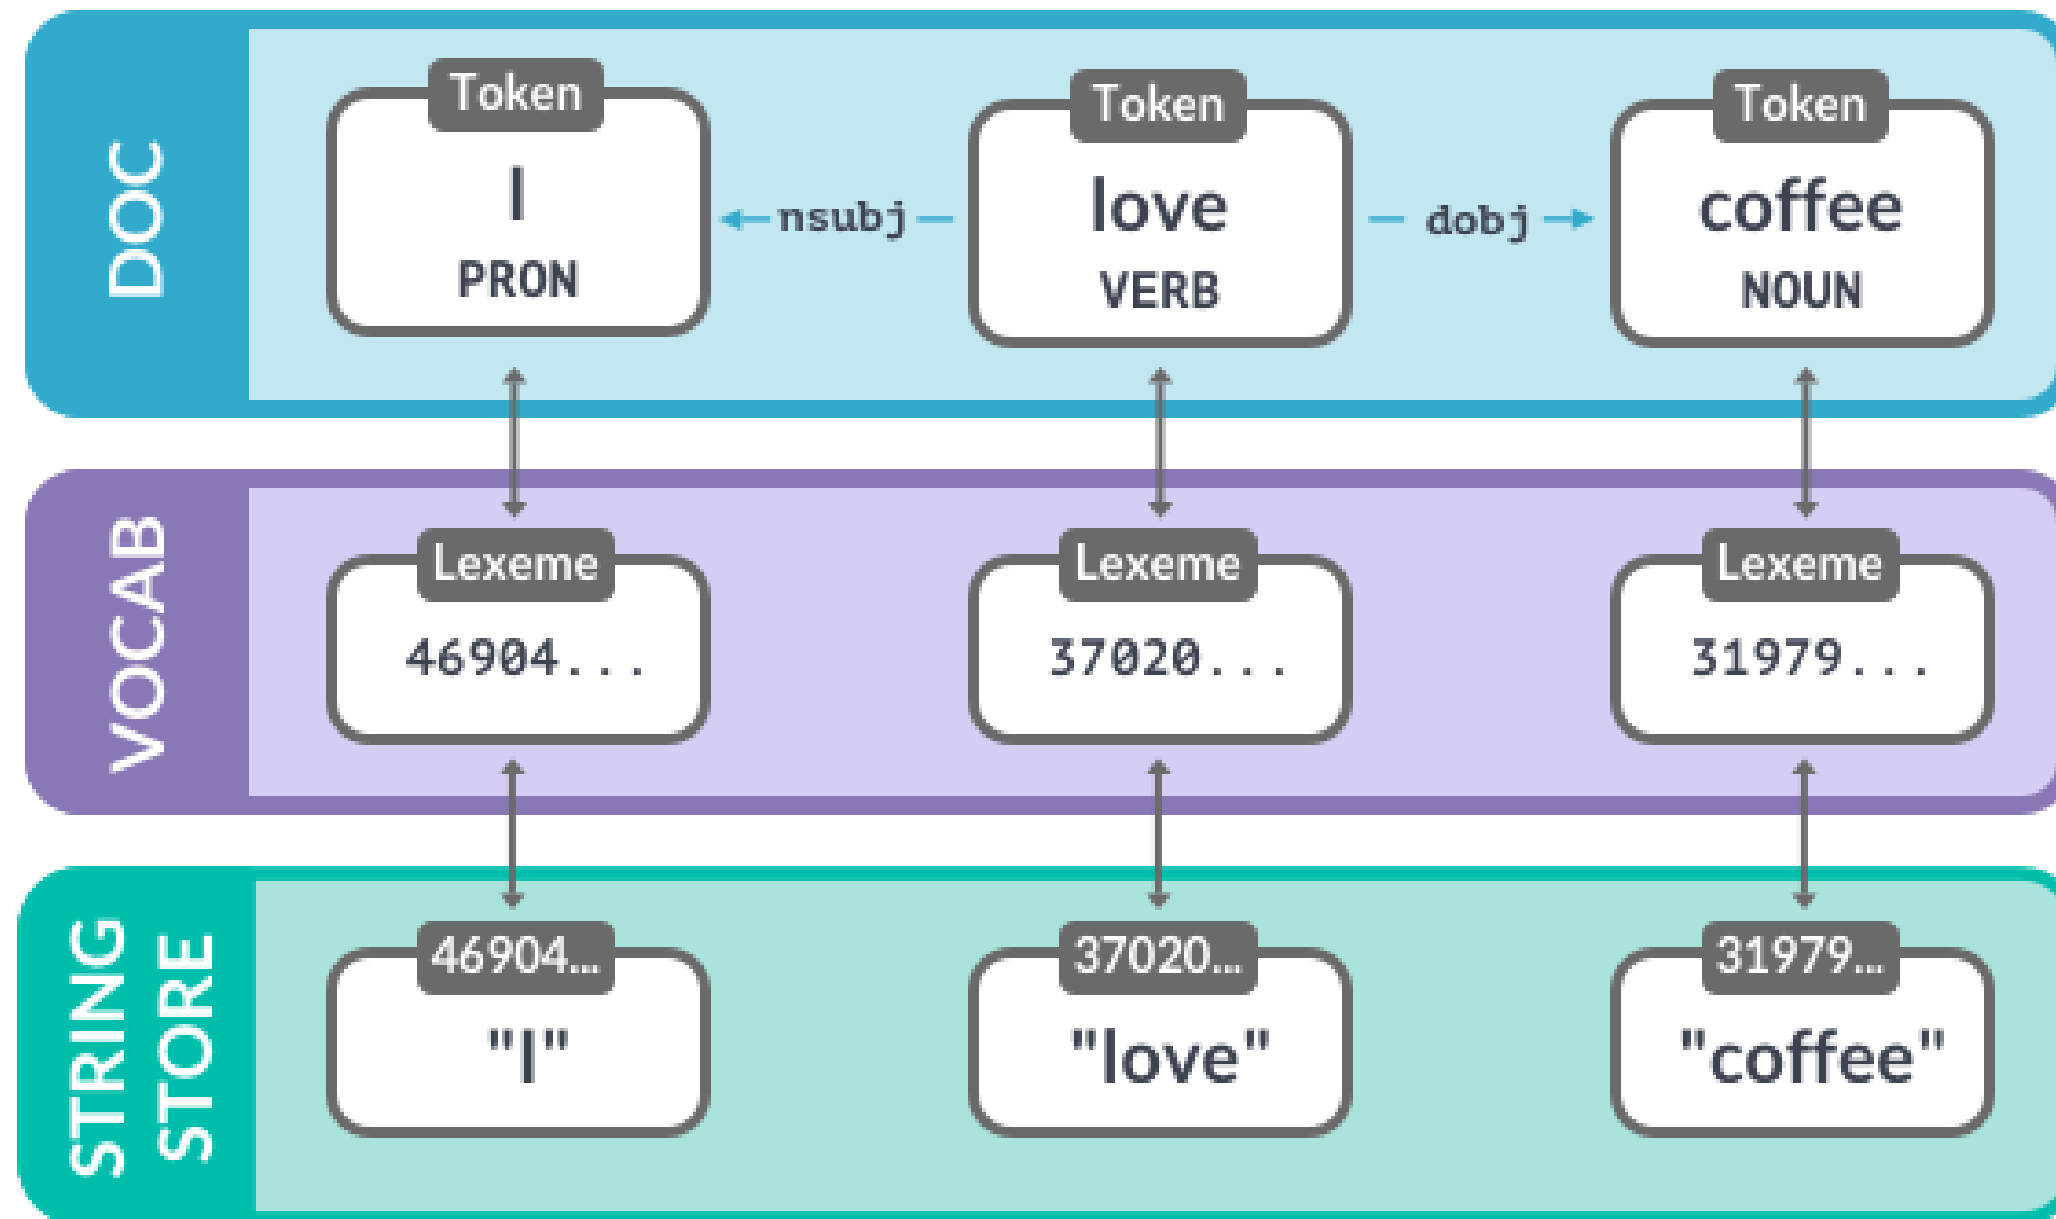 DOC
Token
Token
Token
I
love
coffee
nsubj
dobj
PRON
VERB
NOUN
VOCAB
Lexeme
Lexeme
Lexeme
46904...
37020...
31979...
STRING
STORE
46904...
37020...
31979...
"I"
"love"
"coffee"